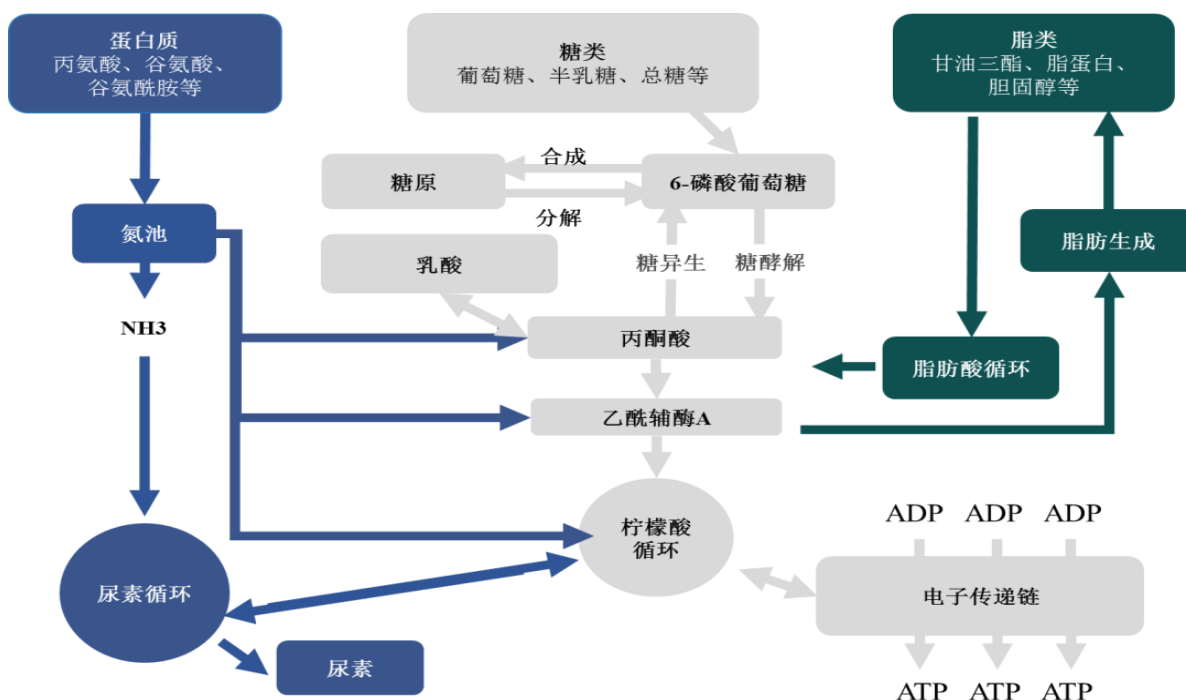 蛋白质
丙氨酸、谷氨酸、
谷氨酰胺等
糖类
葡萄糖、半乳糖、总糖等
脂类
甘油三酯、脂蛋白、
胆固醇等
合成
糖原
6-磷酸葡萄糖
分解
氮池
脂肪生成
乳酸
糖异生
糖酵解
NH3
丙酮酸
脂肪酸循环
乙酰辅酶A
柠檬酸
循环
ADP
ADP
ADP
尿素循环
电子传递链
尿素
ATP
ATP
ATP